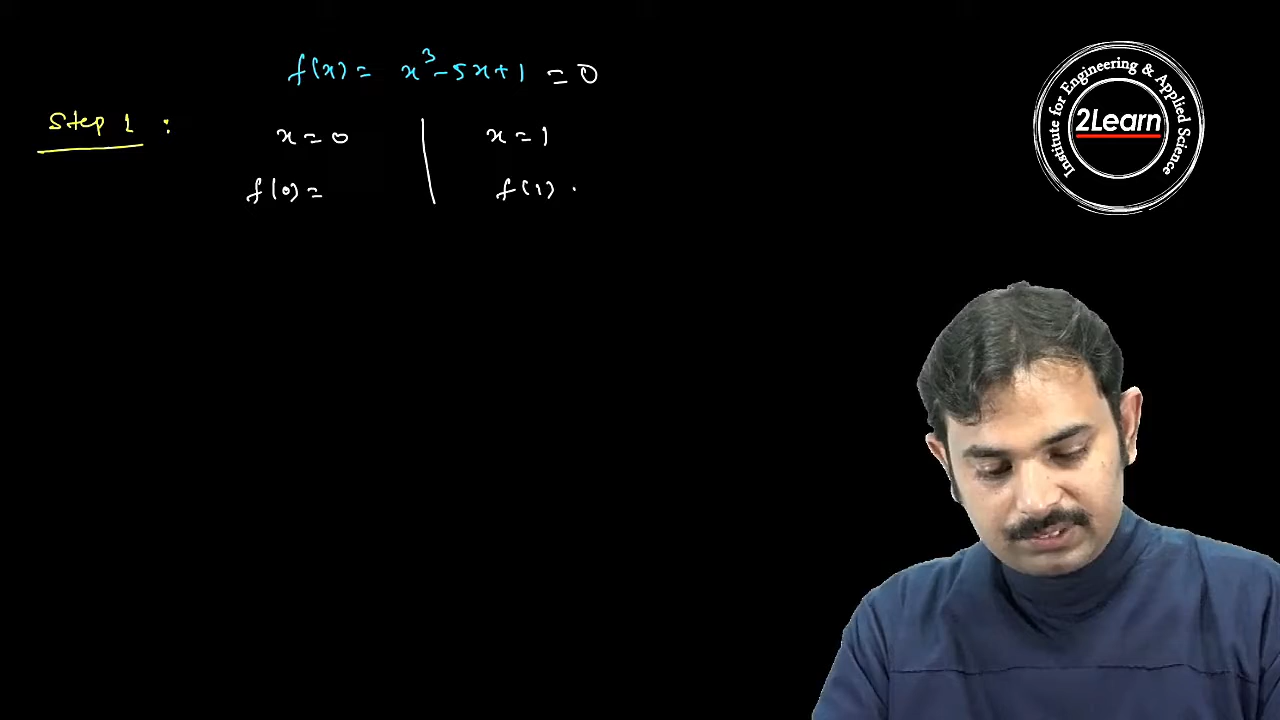 f(x) = x³-5x+1 = 0
Step 1 :
x = 0 | x = 1
f(0) = | f(1) .
Institute for Engineering & Applied Science
2Learn